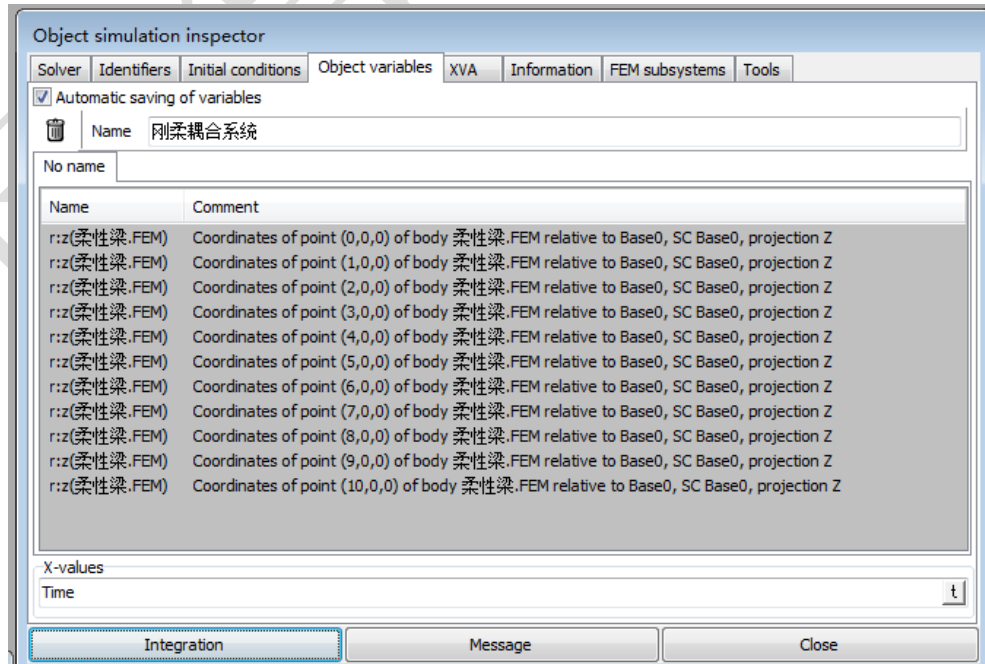 Object simulation inspector
Solver Identifiers Initial conditions Object variables XVA Information FEM subsystems Tools
Automatic saving of variables
Name 刚柔耦合系统
No name
Name Comment
r:z(柔性梁.FEM) Coordinates of point (0,0,0) of body 柔性梁.FEM relative to Base0, SC Base0, projection Z
r:z(柔性梁.FEM) Coordinates of point (1,0,0) of body 柔性梁.FEM relative to Base0, SC Base0, projection Z
r:z(柔性梁.FEM) Coordinates of point (2,0,0) of body 柔性梁.FEM relative to Base0, SC Base0, projection Z
r:z(柔性梁.FEM) Coordinates of point (3,0,0) of body 柔性梁.FEM relative to Base0, SC Base0, projection Z
r:z(柔性梁.FEM) Coordinates of point (4,0,0) of body 柔性梁.FEM relative to Base0, SC Base0, projection Z
r:z(柔性梁.FEM) Coordinates of point (5,0,0) of body 柔性梁.FEM relative to Base0, SC Base0, projection Z
r:z(柔性梁.FEM) Coordinates of point (6,0,0) of body 柔性梁.FEM relative to Base0, SC Base0, projection Z
r:z(柔性梁.FEM) Coordinates of point (7,0,0) of body 柔性梁.FEM relative to Base0, SC Base0, projection Z
r:z(柔性梁.FEM) Coordinates of point (8,0,0) of body 柔性梁.FEM relative to Base0, SC Base0, projection Z
r:z(柔性梁.FEM) Coordinates of point (9,0,0) of body 柔性梁.FEM relative to Base0, SC Base0, projection Z
r:z(柔性梁.FEM) Coordinates of point (10,0,0) of body 柔性梁.FEM relative to Base0, SC Base0, projection Z
X-values
Time t
Integration Message Close